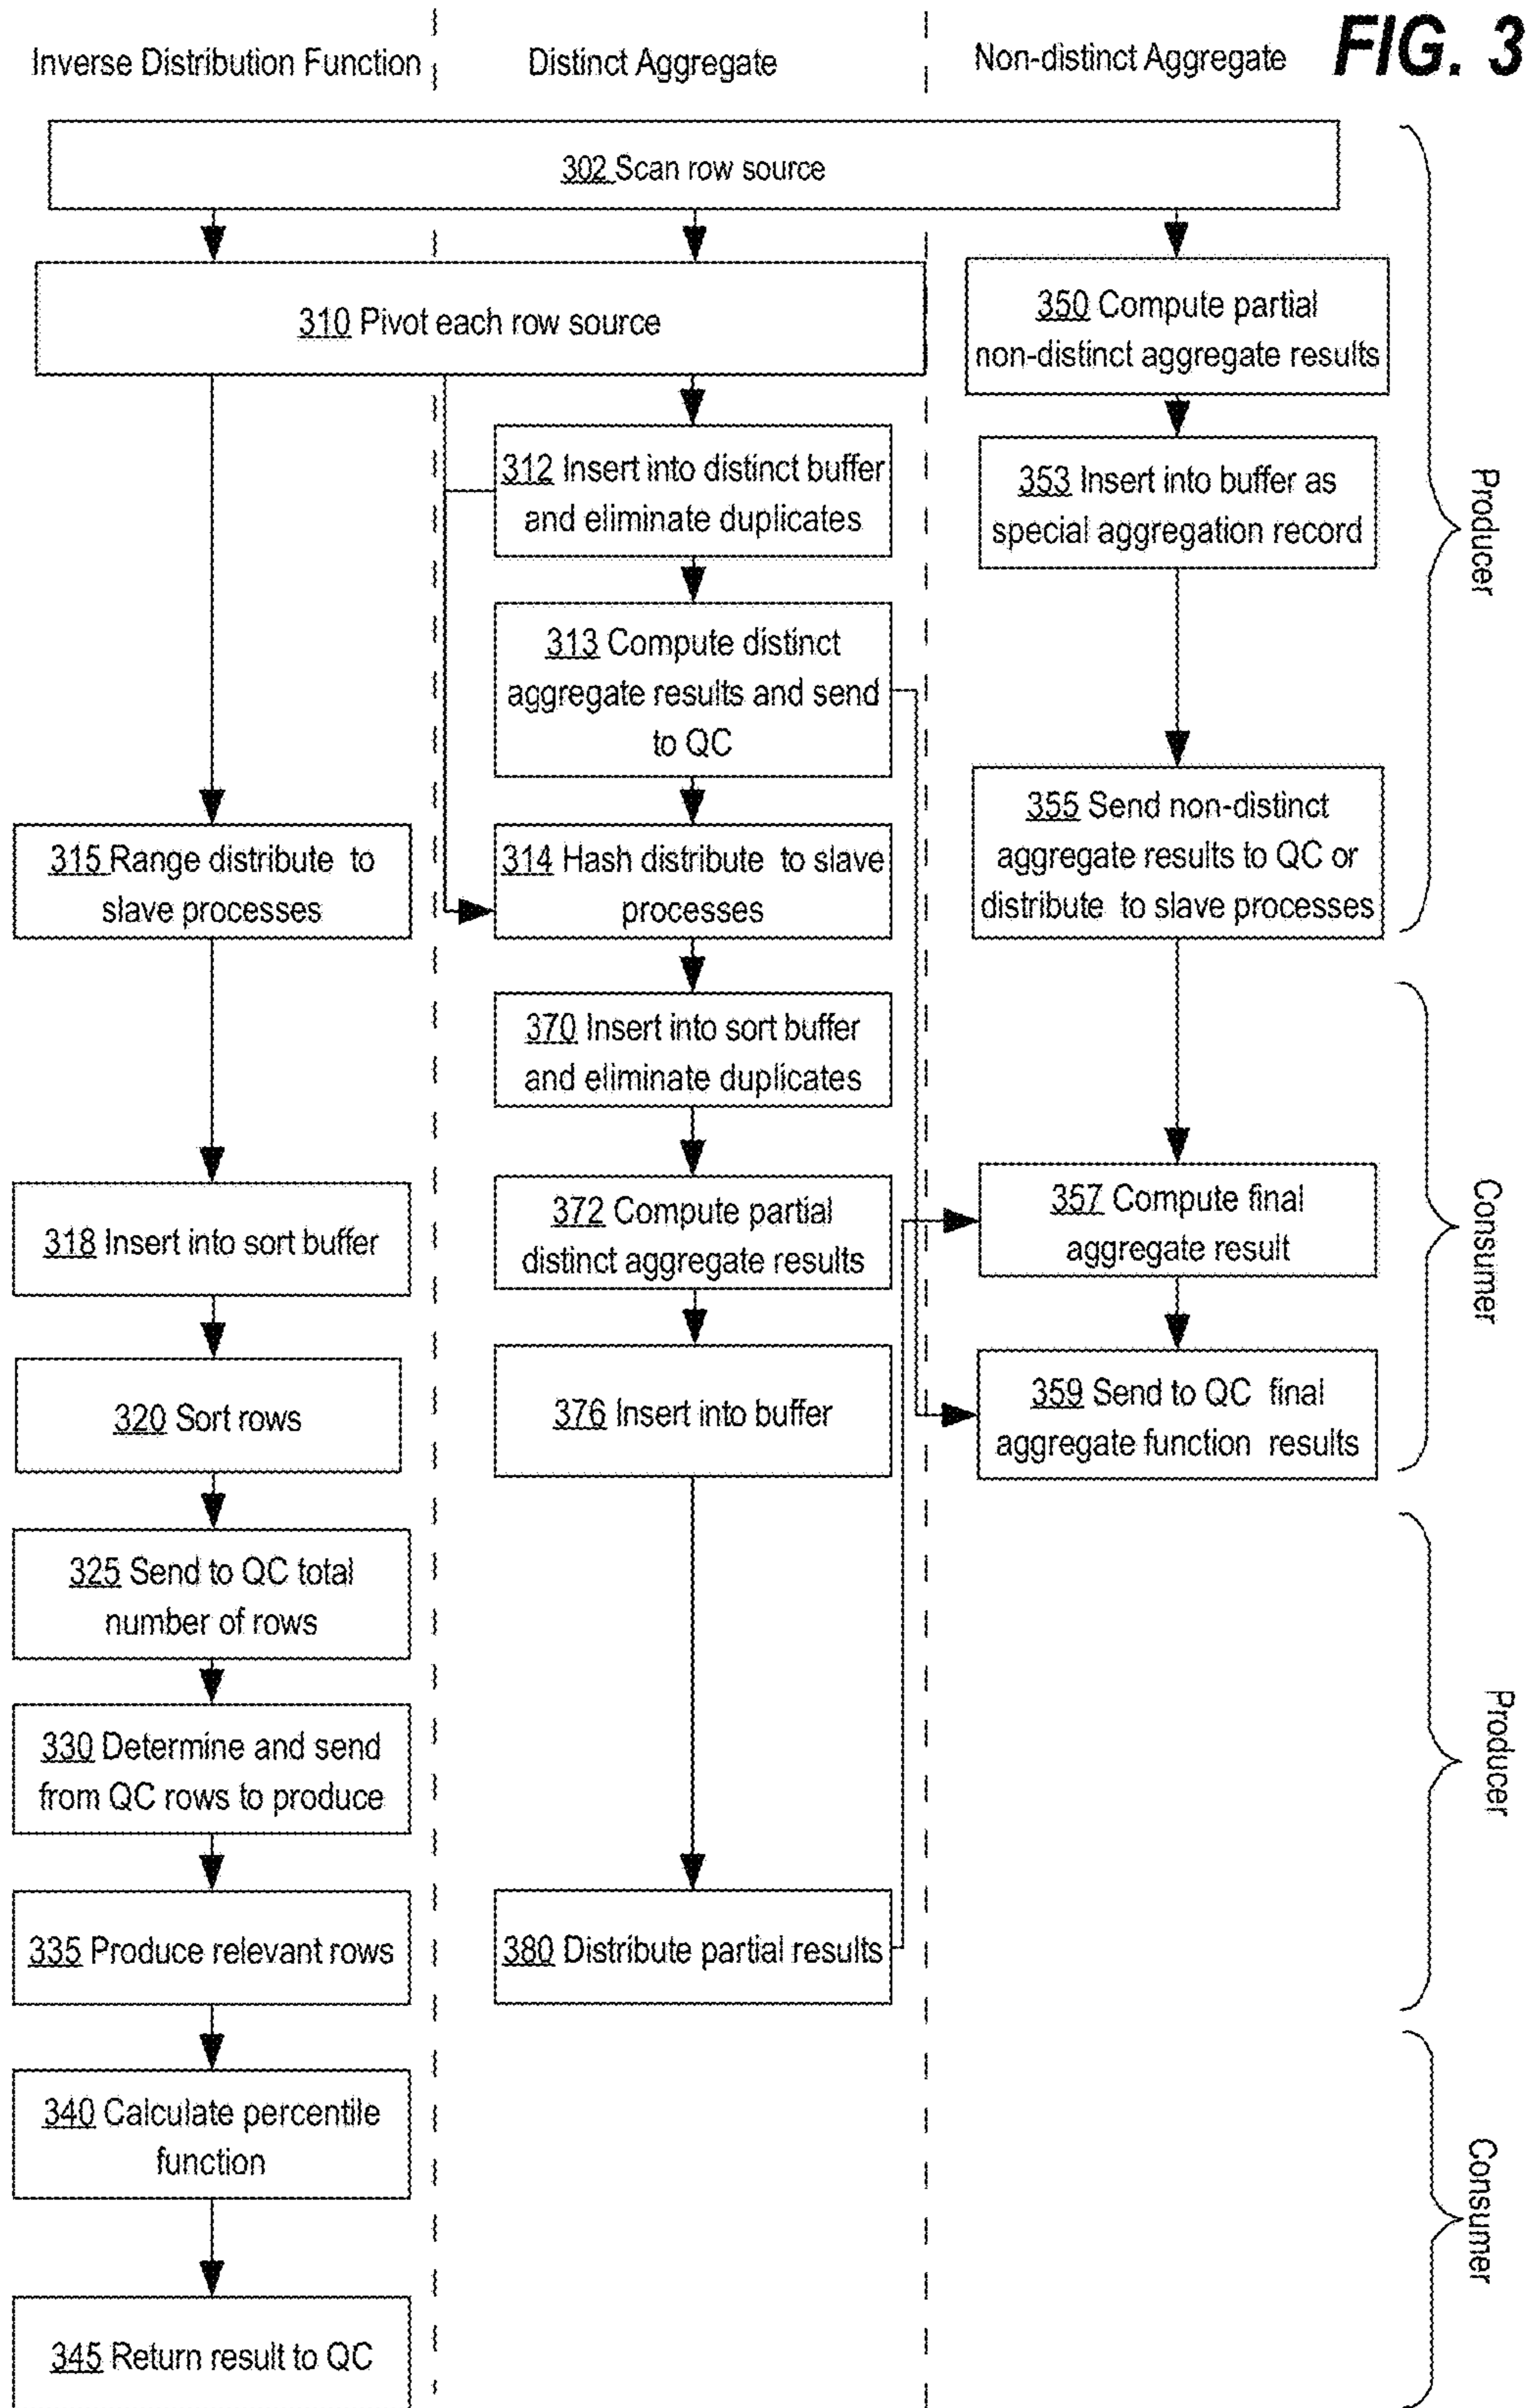 FIG. 3
Inverse Distribution Function
Distinct Aggregate
Non-distinct Aggregate
302 Scan row source
310 Pivot each row source
350 Compute partial
non-distinct aggregate results
312 Insert into distinct buffer
and eliminate duplicates
353 Insert into buffer as
special aggregation record
Producer
313 Compute distinct
aggregate results and send
to QC
315 Range distribute to
slave processes
314 Hash distribute to slave
processes
355 Send non-distinct
aggregate results to QC or
distribute to slave processes
370 Insert into sort buffer
and eliminate duplicates
318 Insert into sort buffer
372 Compute partial
distinct aggregate results
357 Compute final
aggregate result
Consumer
320 Sort rows
376 Insert into buffer
359 Send to QC final
aggregate function results
325 Send to QC total
number of rows
330 Determine and send
from QC rows to produce
Producer
335 Produce relevant rows
380 Distribute partial results
340 Calculate percentile
function
Consumer
345 Return result to QC